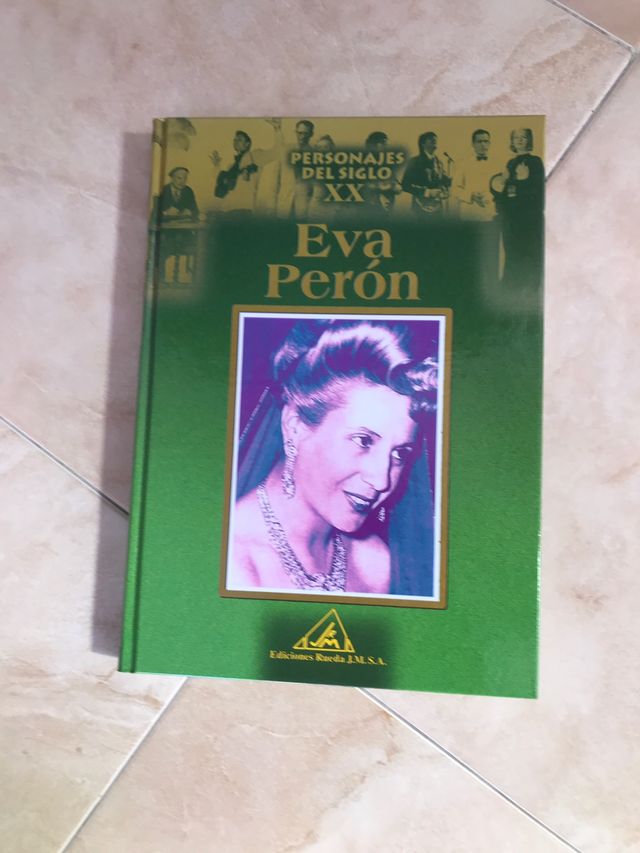 PERSONAJES
DEL SIGLO
XX
Eva
Perón
Ediciones Rueda J.M. S.A.